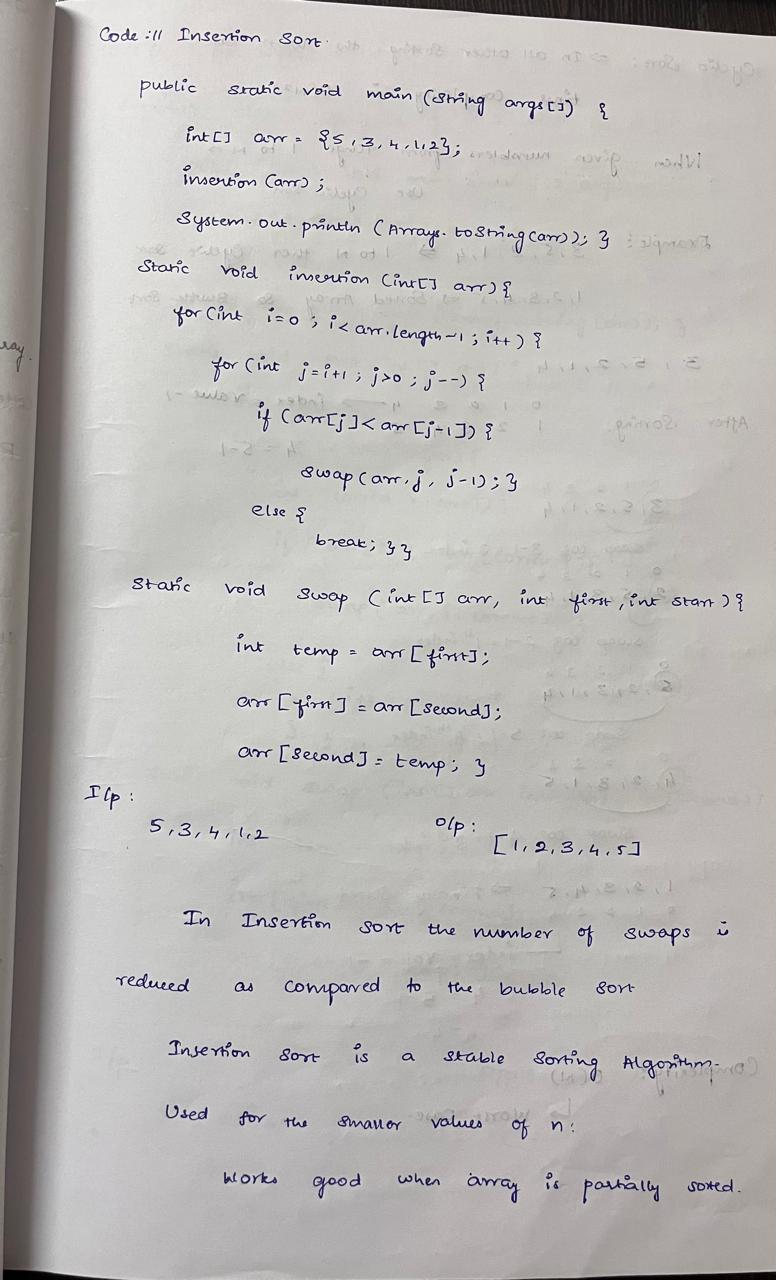 Code :// Insertion Sort.
public static void main (String args[]) {
int[] arr = {5,3,4,1,2};
insertion (arr);
System.out.println (Arrays.toString(arr)); }
Static void insertion (int[] arr) {
for (int i=0 ; i< arr.length-1 ; i++) {
for (int j=i+1 ; j>0 ; j--) {
if (arr[j]< arr[j-1]) {
swap (arr, j, j-1); }
else {
break; } }
Static void Swap (int[] arr, int first, int start) {
int temp = arr [first];
arr [first] = arr [second];
arr [second] = temp; }
I/p:
5,3,4,1,2
O/p:
[1,2,3,4,5]
In Insertion sort the number of swaps is
reduced as compared to the bubble sort
Insertion Sort is a stable sorting Algorithm.
Used for the smaller values of n:
Works good when array is partially sorted.